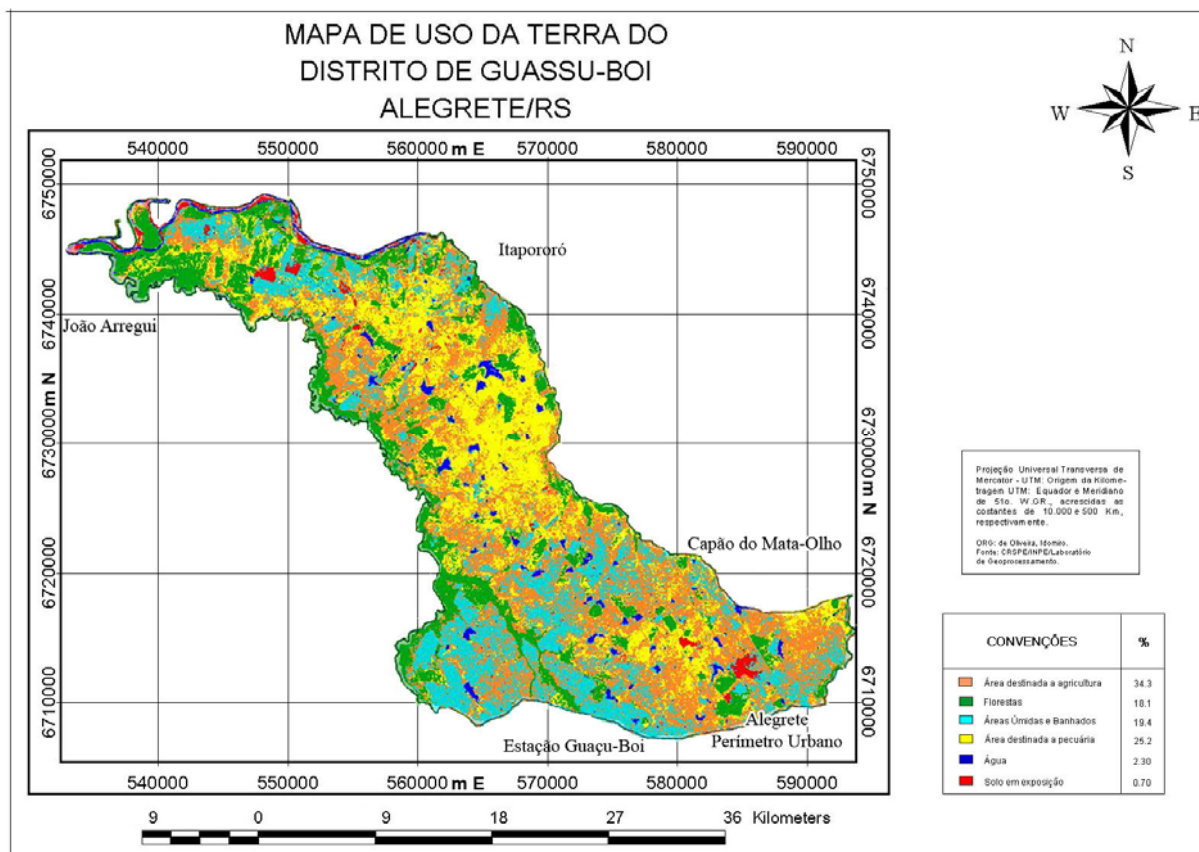 MAPA DE USO DA TERRA DO
DISTRITO DE GUASSU-BOI
ALEGRETE/RS
N
W E
S
540000 550000 560000 m E 570000 580000 590000
6750000 6750000
Itapororó
6740000 6740000
João Arregui
6730000 m N 6730000 m N
Projeção Universal Transversa de
Mercator - UTM: Origem da Kilome-
tragem UTM: Equador e Meridiano
de 51o. W.GR., acrescidas as
costantes de 10.000 e 500 Km,
respectivamente.
ORG: de Oliveira, Idomiro.
Fonte: CRSPE/INPE/Laboratório
de Geoprocessamento.
Capão do Mata-Olho
6720000 6720000
CONVENÇÕES %
Área destinada a agricultura 34.3
Florestas 18.1
Áreas Úmidas e Banhados 19.4
Área destinada a pecuária 25.2
Água 2.30
Solo em exposição 0.70
6710000 6710000
Alegrete
Estação Guaçu-Boi Perímetro Urbano
540000 550000 560000 m E 570000 580000 590000
9 0 9 18 27 36 Kilometers